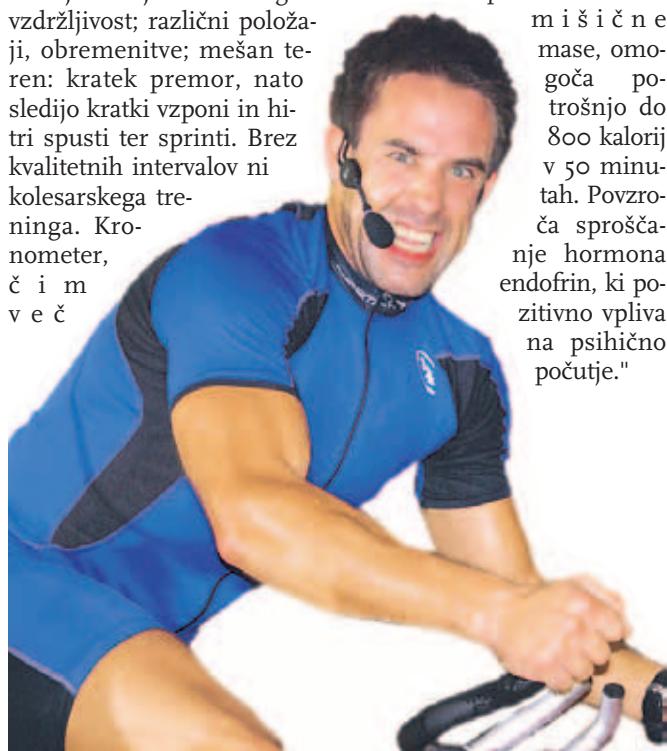 vzdržljivost; različni položa-
ji, obremenitve; mešan te-
ren: kratek premor, nato
sledijo kratki vzponi in hi-
tri spusti ter sprinti. Brez
kvalitetnih intervalov ni
kolesarskega tre-
ninga. Kro-
nometer,
č i m
v e č
m i š i č n e
mase, omo-
goča po-
trošnjo do
800 kalorij
v 50 minu-
tah. Povzro-
ča sprošča-
nje hormona
endofrin, ki po-
zitivno vpliva
na psihično
počutje."